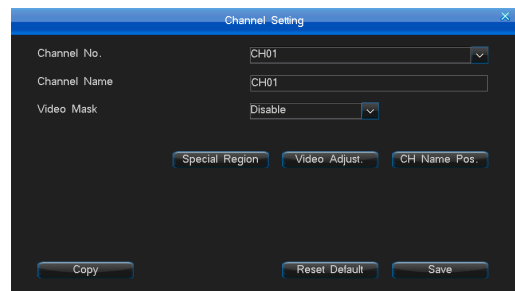 Channel Setting
Channel No. CH01
Channel Name CH01
Video Mask Disable
Special Region Video Adjust. CH Name Pos.
Copy Reset Default Save